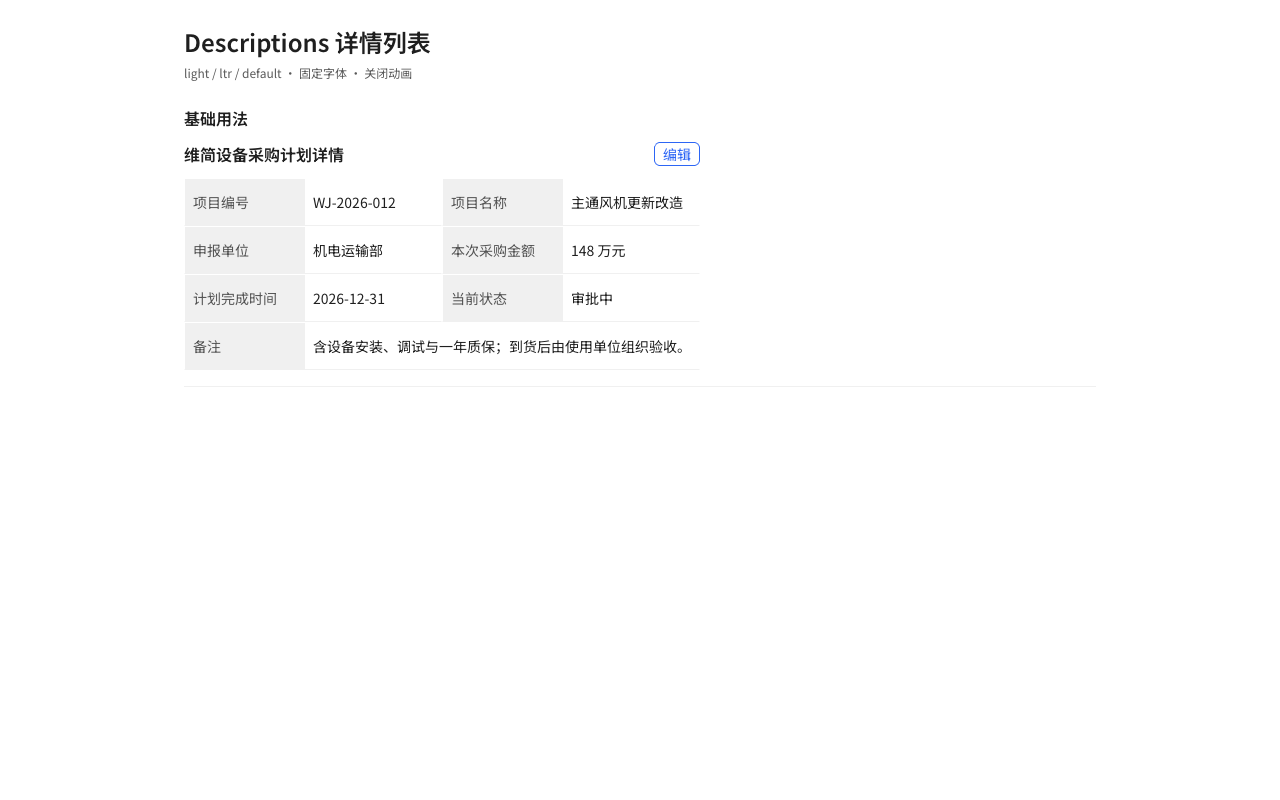 Descriptions 详情列表
light / ltr / default ・ 固定字体 ・ 关闭动画
基础用法
维简设备采购计划详情 编辑
项目编号 WJ-2026-012 项目名称 主通风机更新改造
申报单位 机电运输部 本次采购金额 148 万元
计划完成时间 2026-12-31 当前状态 审批中
备注 含设备安装、调试与一年质保；到货后由使用单位组织验收。